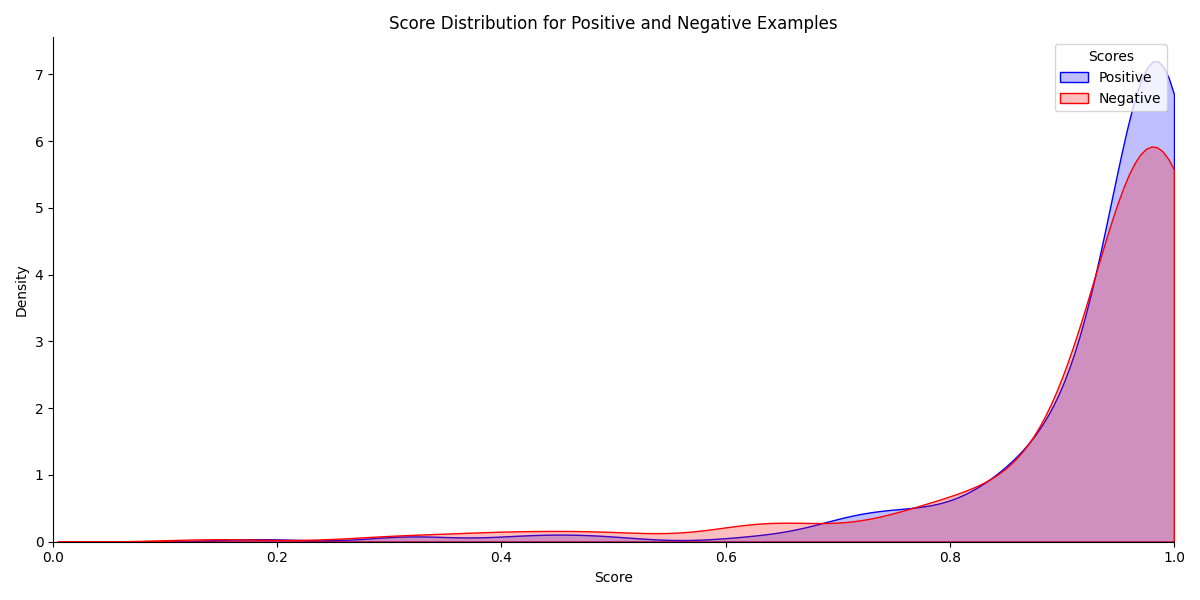 Score Distribution for Positive and Negative Examples
Scores
Positive
Negative
Density
7
6
5
4
3
2
1
0
0.0 0.2 0.4 0.6 0.8 1.0
Score